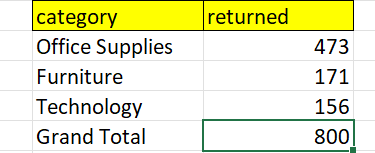 category returned
Office Supplies 473
Furniture 171
Technology 156
Grand Total 800